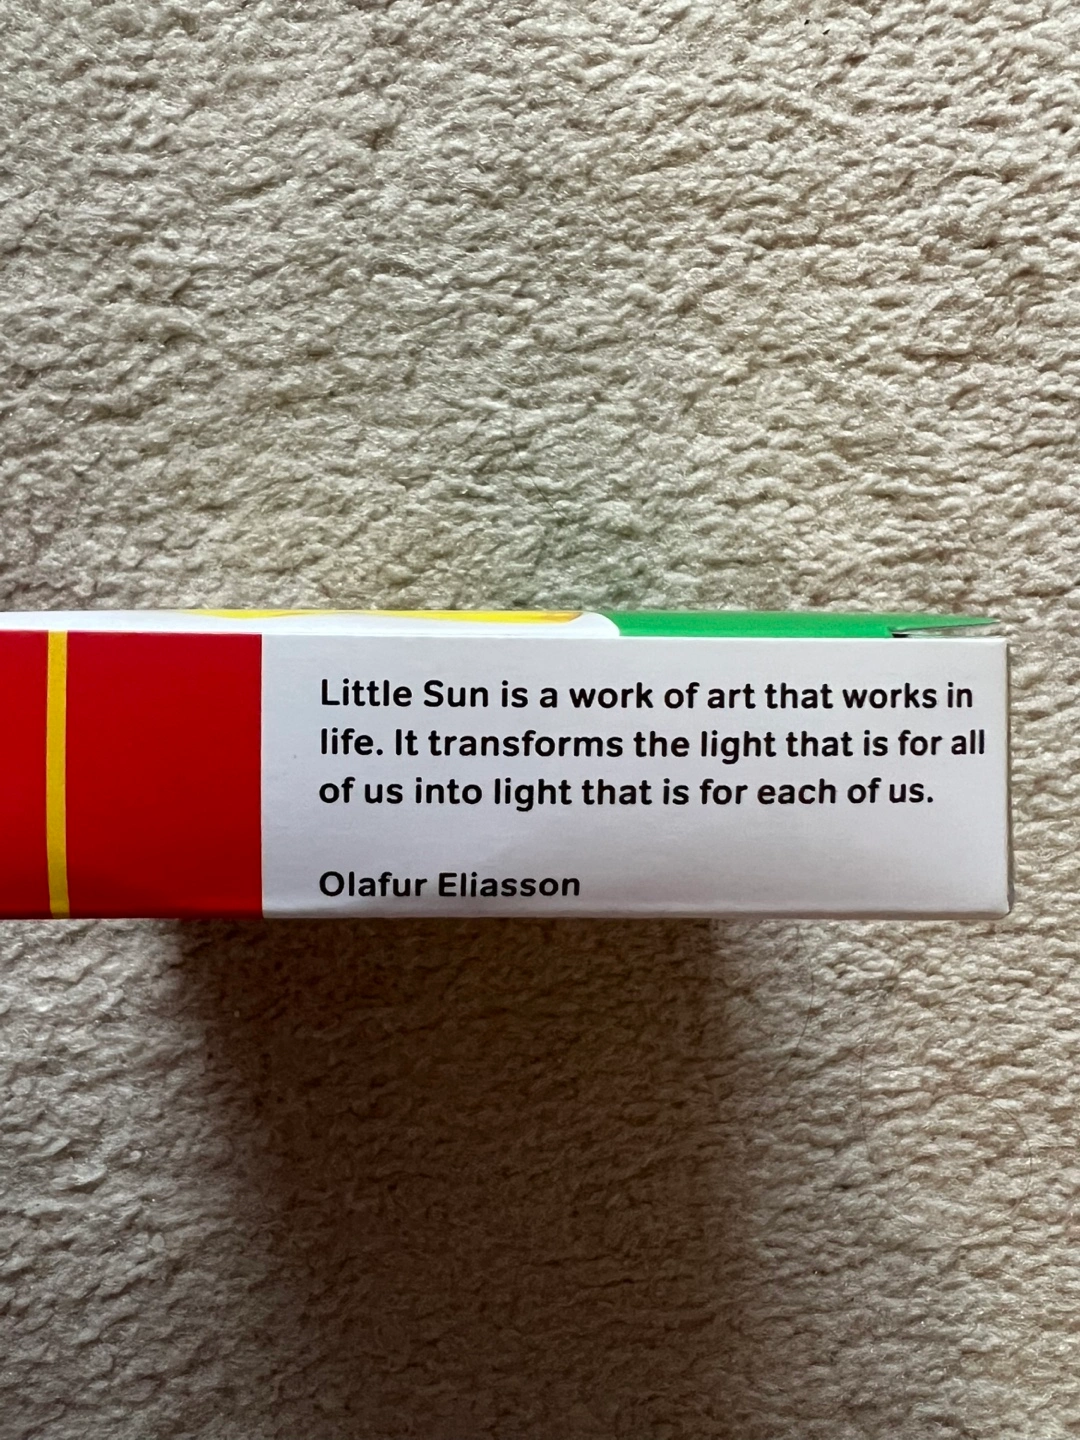 Little Sun is a work of art that works in
life. It transforms the light that is for all
of us into light that is for each of us.
Olafur Eliasson